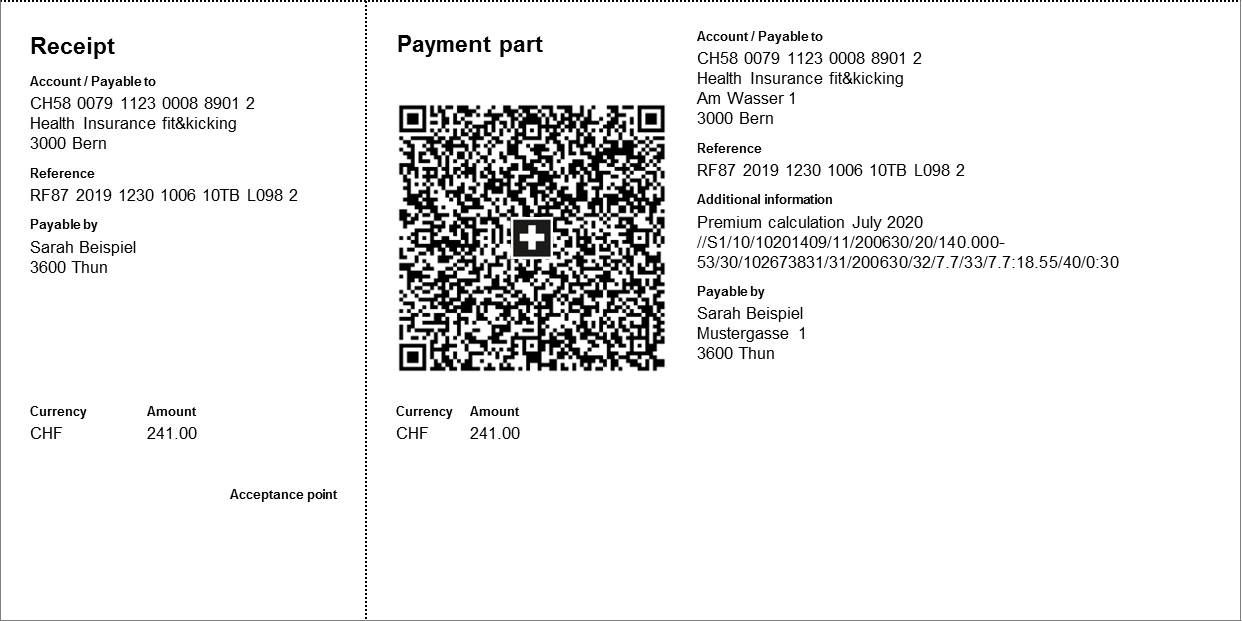 Receipt
Account / Payable to
CH58 0079 1123 0008 8901 2
Health Insurance fit&kicking
3000 Bern
Reference
RF87 2019 1230 1006 10TB L098 2
Payable by
Sarah Beispiel
3600 Thun
Currency Amount
CHF 241.00
Acceptance point
Payment part
Currency Amount
CHF 241.00
Account / Payable to
CH58 0079 1123 0008 8901 2
Health Insurance fit&kicking
Am Wasser 1
3000 Bern
Reference
RF87 2019 1230 1006 10TB L098 2
Additional information
Premium calculation July 2020
//S1/10/10201409/11/200630/20/140.000-
53/30/102673831/31/200630/32/7.7/33/7.7:18.55/40/0:30
Payable by
Sarah Beispiel
Mustergasse 1
3600 Thun